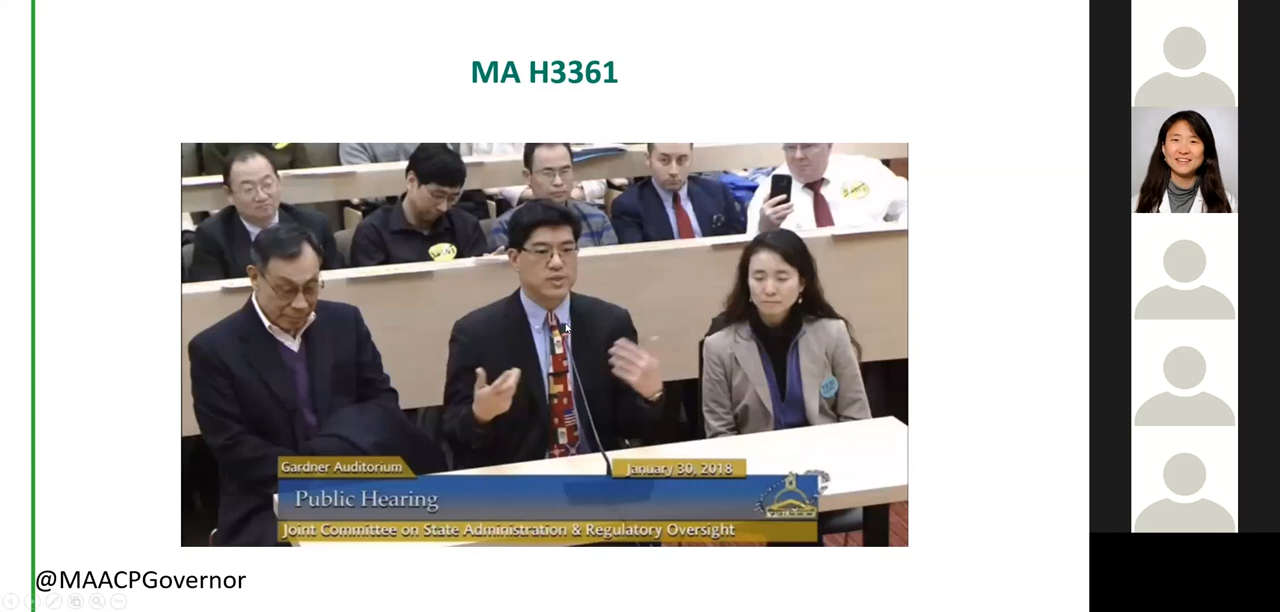 MA H3361
Gardner Auditorium
January 30, 2018
Public Hearing
Joint Committee on State Administration & Regulatory Oversight
@MAACPGovernor